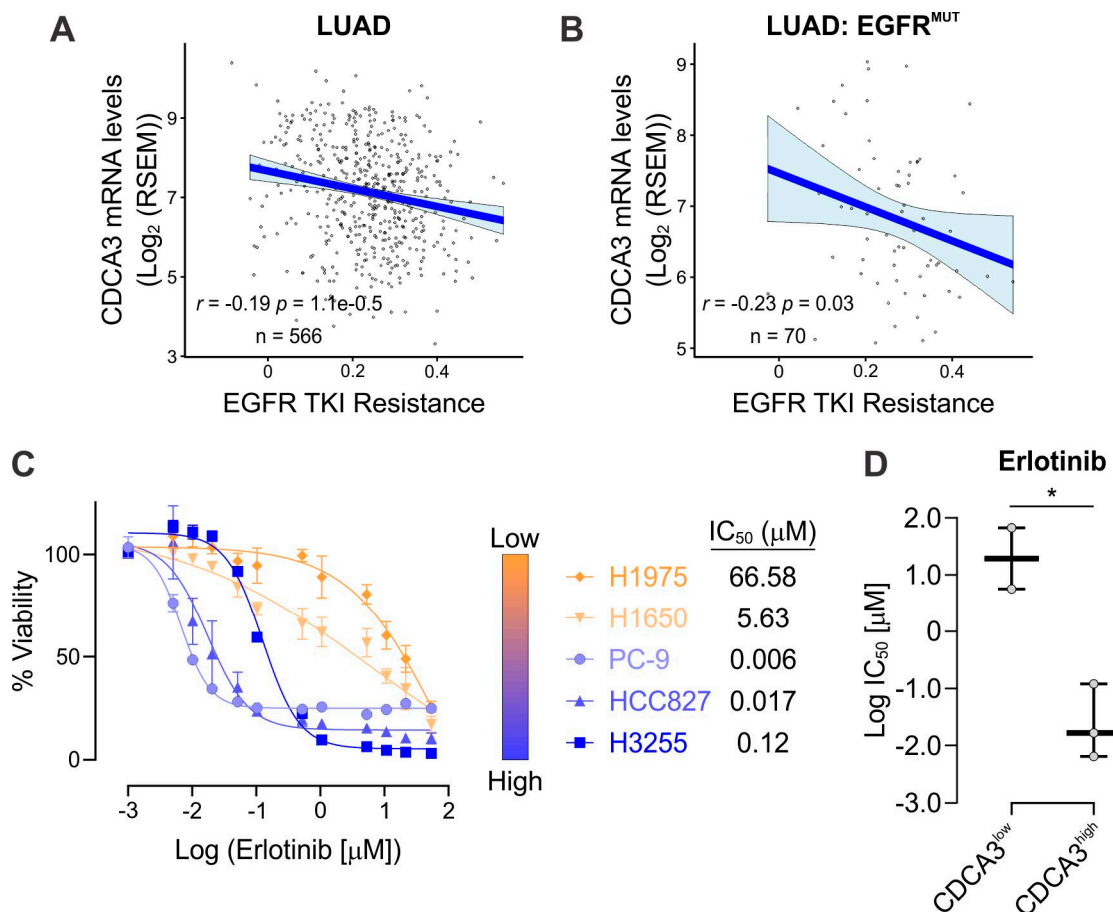 A
LUAD
CDCA3 mRNA levels
(Log₂ (RSEM))
9
7
5
3
r = -0.19 p = 1.1e-0.5
n = 566
0
0.2
0.4
EGFR TKI Resistance
B
LUAD: EGFRᴹᵁᵀ
CDCA3 mRNA levels
(Log₂ (RSEM))
9
8
7
6
5
r = -0.23 p = 0.03
n = 70
0
0.2
0.4
EGFR TKI Resistance
C
% Viability
100
50
0
-3
-2
-1
0
1
2
Log (Erlotinib [µM])
Low
High
IC₅₀ (µM)
H1975 66.58
H1650 5.63
PC-9 0.006
HCC827 0.017
H3255 0.12
D
Erlotinib
*
Log IC₅₀ [µM]
2.0
1.0
0
-1.0
-2.0
-3.0
CDCA3ˡᵒʷ
CDCA3ʰⁱᵍʰ